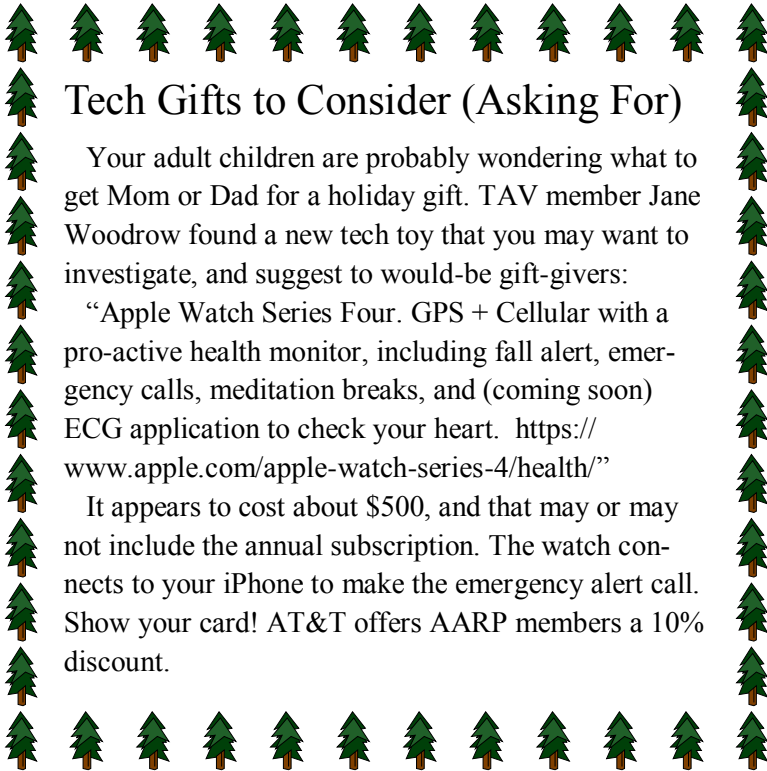 Tech Gifts to Consider (Asking For)
Your adult children are probably wondering what to
get Mom or Dad for a holiday gift. TAV member Jane
Woodrow found a new tech toy that you may want to
investigate, and suggest to would-be gift-givers:
“Apple Watch Series Four. GPS + Cellular with a
pro-active health monitor, including fall alert, emer-
gency calls, meditation breaks, and (coming soon)
ECG application to check your heart.  https://
www.apple.com/apple-watch-series-4/health/”
It appears to cost about $500, and that may or may
not include the annual subscription. The watch con-
nects to your iPhone to make the emergency alert call.
Show your card! AT&T offers AARP members a 10%
discount.